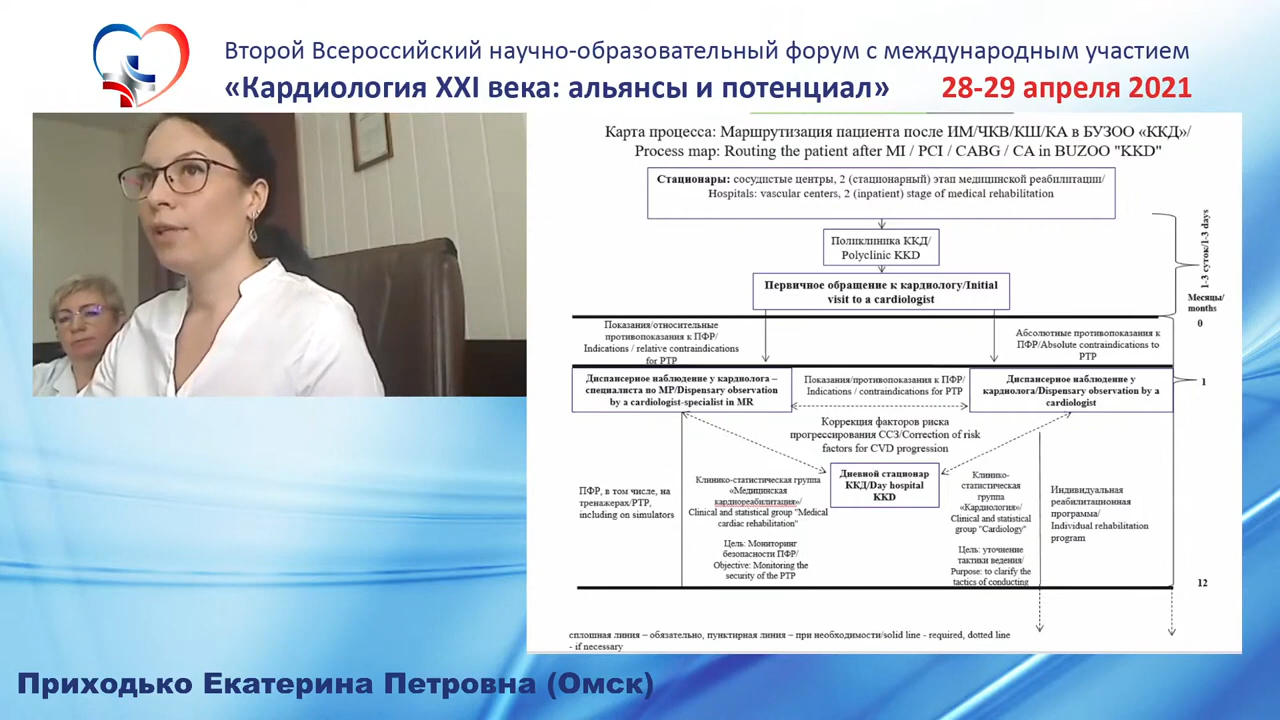 Второй Всероссийский научно-образовательный форум с международным участием
«Кардиология XXI века: альянсы и потенциал» 28-29 апреля 2021
Карта процесса: Маршрутизация пациента после ИМ/ЧКВ/КШ/КА в БУЗОО «ККД»/
Process map: Routing the patient after MI / PCI / CABG / CA in BUZOO "KKD"
Стационары: сосудистые центры, 2 (стационарный) этап медицинской реабилитации/
Hospitals: vascular centers, 2 (inpatient) stage of medical rehabilitation
1-3 суток/1-3 days
Поликлиника ККД/
Polyclinic KKD
Первичное обращение к кардиологу/Initial
visit to a cardiologist
Месяцы/
months
0
Показания/относительные
противопоказания к ПФР/
Indications / relative contraindications
for PTP
Абсолютные противопоказания к
ПФР/Absolute contraindications to
PTP
Диспансерное наблюдение у кардиолога –
специалиста по МР/Dispensary observation
by a cardiologist-specialist in MR
Показания/противопоказания к ПФР/
Indications / contraindications for PTP
Диспансерное наблюдение у
кардиолога/Dispensary observation by a
cardiologist
1
Коррекция факторов риска
прогрессирования ССЗ/Correction of risk
factors for CVD progression
ПФР, в том числе, на
тренажерах/PTP,
including on simulators
Клинико-статистическая группа
«Медицинская
кардиореабилитация»/
Clinical and statistical group "Medical
cardiac rehabilitation"
Цель: Мониторинг
безопасности ПФР/
Objective: Monitoring the
security of the PTP
Дневной стационар
ККД/Day hospital
KKD
Клинико-
статистическая
группа
«Кардиология»/
Clinical and statistical
group "Cardiology"
Цель: уточнение
тактики ведения/
Purpose: to clarify the
tactics of conducting
Индивидуальная
реабилитационная
программа/
Individual rehabilitation
program
12
сплошная линия – обязательно, пунктирная линия – при необходимости/solid line - required, dotted line
- if necessary
Приходько Екатерина Петровна (Омск)